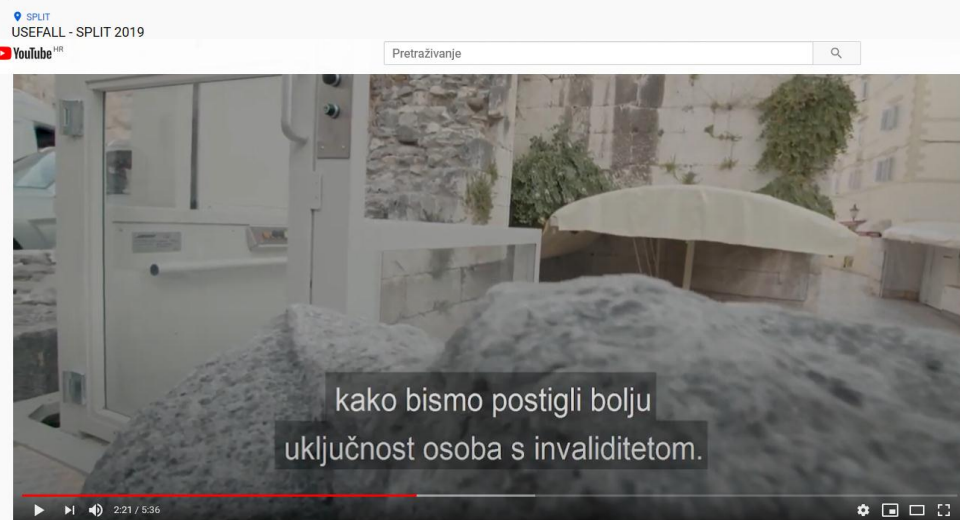 SPLIT
USEFALL - SPLIT 2019
YouTube HR
Pretraživanje
kako bismo postigli bolju
uključnost osoba s invaliditetom.
2:21 / 5:36